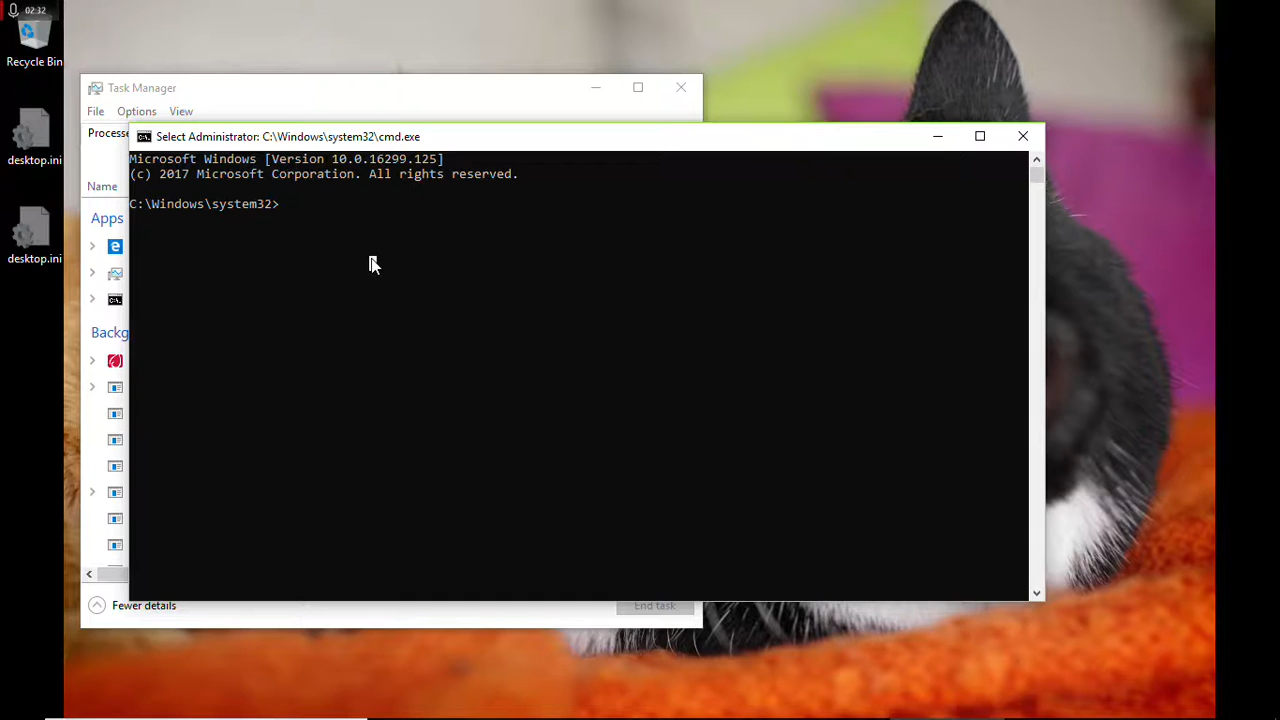 02:32
Recycle Bin
desktop.ini
desktop.ini
Task Manager
File Options View
Processe
Name
Apps
Backg
Fewer details
End task
Select Administrator: C:\Windows\system32\cmd.exe
Microsoft Windows [Version 10.0.16299.125]
(c) 2017 Microsoft Corporation. All rights reserved.
C:\Windows\system32>